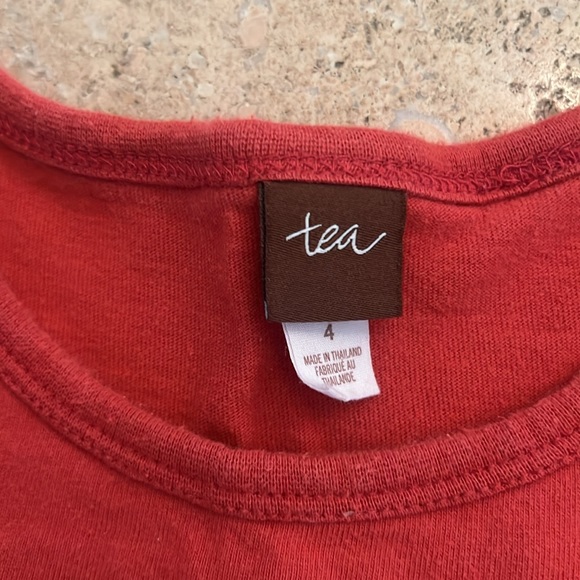 tea
4
MADE IN THAILAND
FABRIQUÉ AU
THAILANDE